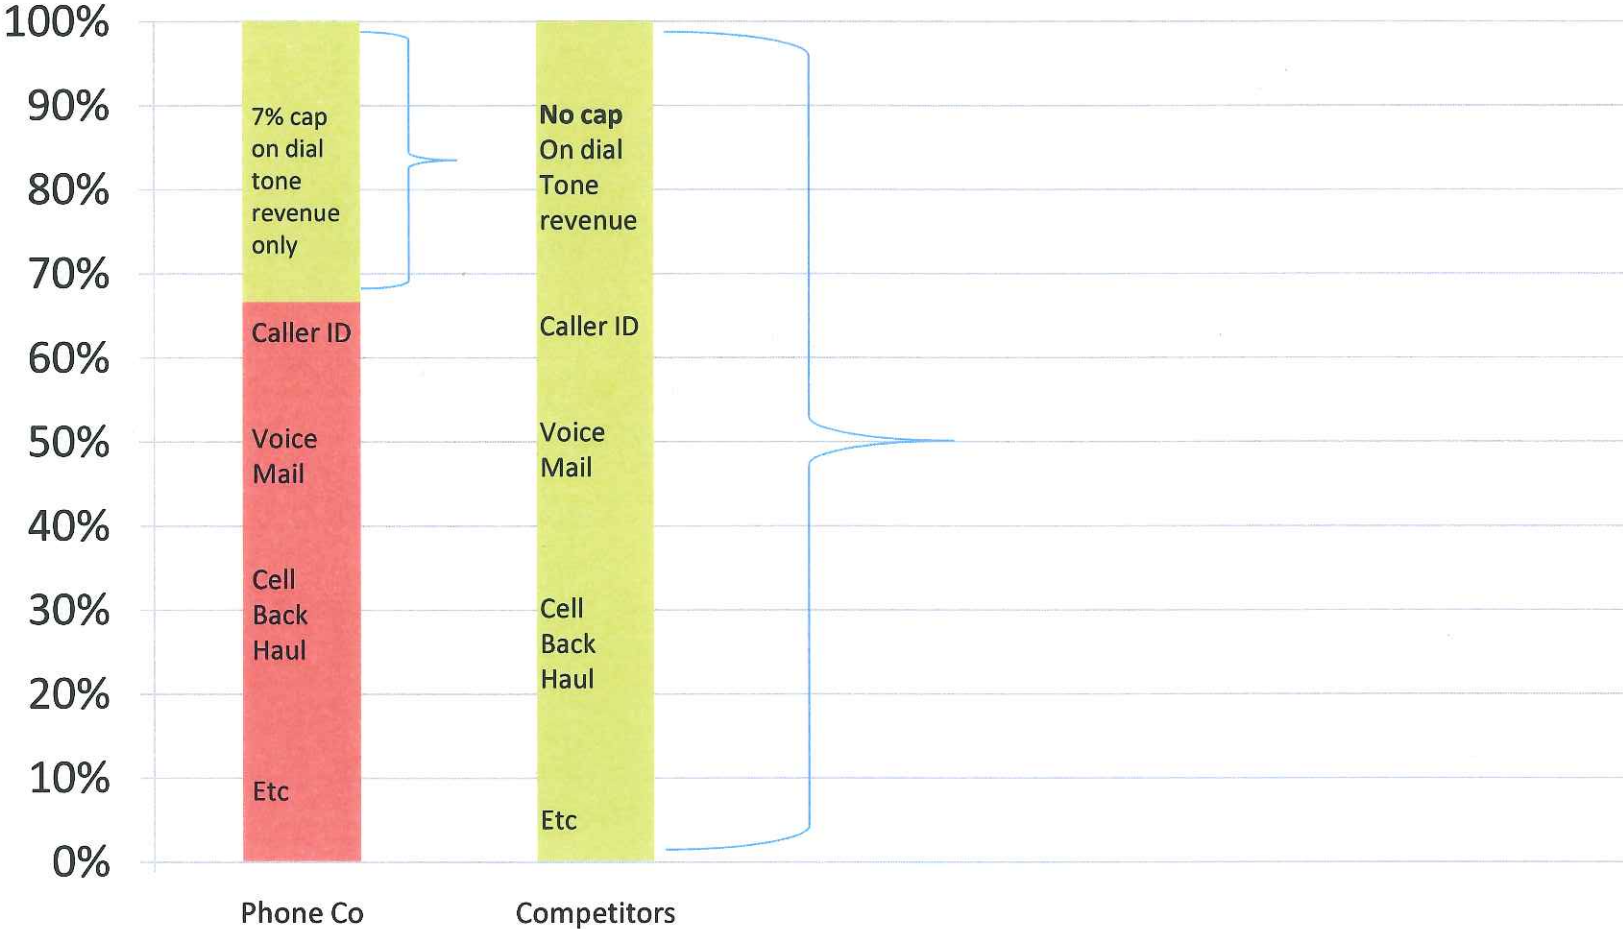 100%
90%
80%
70%
60%
50%
40%
30%
20%
10%
0%
7% cap
on dial
tone
revenue
only
Caller ID
Voice
Mail
Cell
Back
Haul
Etc
No cap
On dial
Tone
revenue
Caller ID
Voice
Mail
Cell
Back
Haul
Etc
Phone Co
Competitors